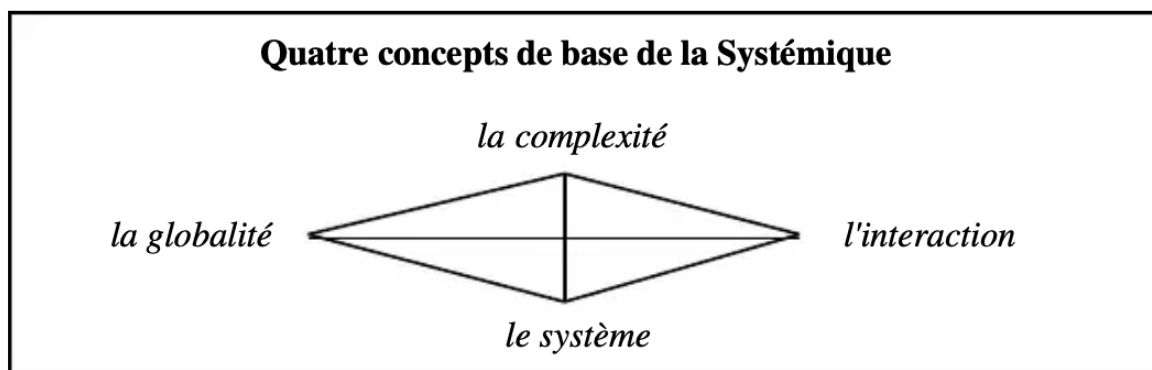 Quatre concepts de base de la Systémique
la complexité
la globalité
l'interaction
le système